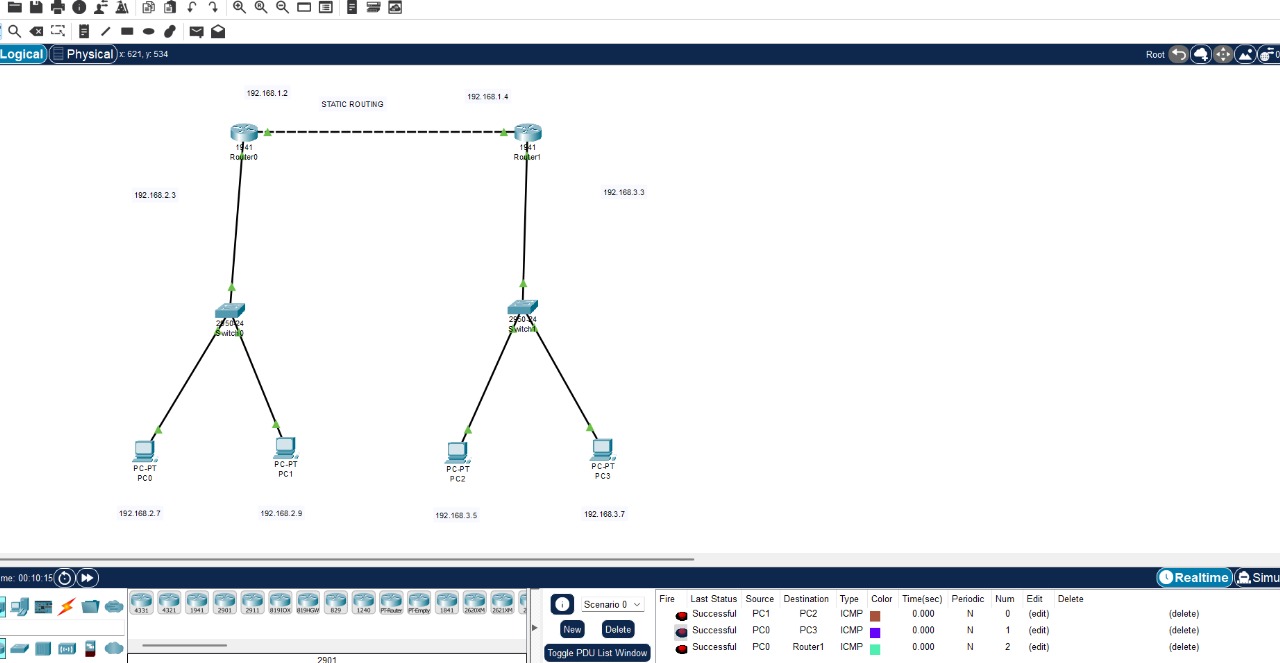 Logical Physical x: 621, y: 534 Root
192.168.1.2
STATIC ROUTING
192.168.1.4
1941
Router0
1941
Router1
192.168.2.3
192.168.3.3
2950-24
Switch0
2950-24
PC-PT
PC0
PC-PT
PC1
PC-PT
PC2
PC-PT
PC3
192.168.2.7
192.168.2.9
192.168.3.5
192.168.3.7
me: 00:10:15
Realtime Simu
4331 4321 1941 2901 2911 819IOX 819HGW 829 1240 PT-Router PT-Empty 1841 2620XM 2621XM
2901
Scenario 0
New Delete
Toggle PDU List Window
Fire Last Status Source Destination Type Color Time(sec) Periodic Num Edit Delete
Successful PC1 PC2 ICMP 0.000 N 0 (edit) (delete)
Successful PC0 PC3 ICMP 0.000 N 1 (edit) (delete)
Successful PC0 Router1 ICMP 0.000 N 2 (edit) (delete)